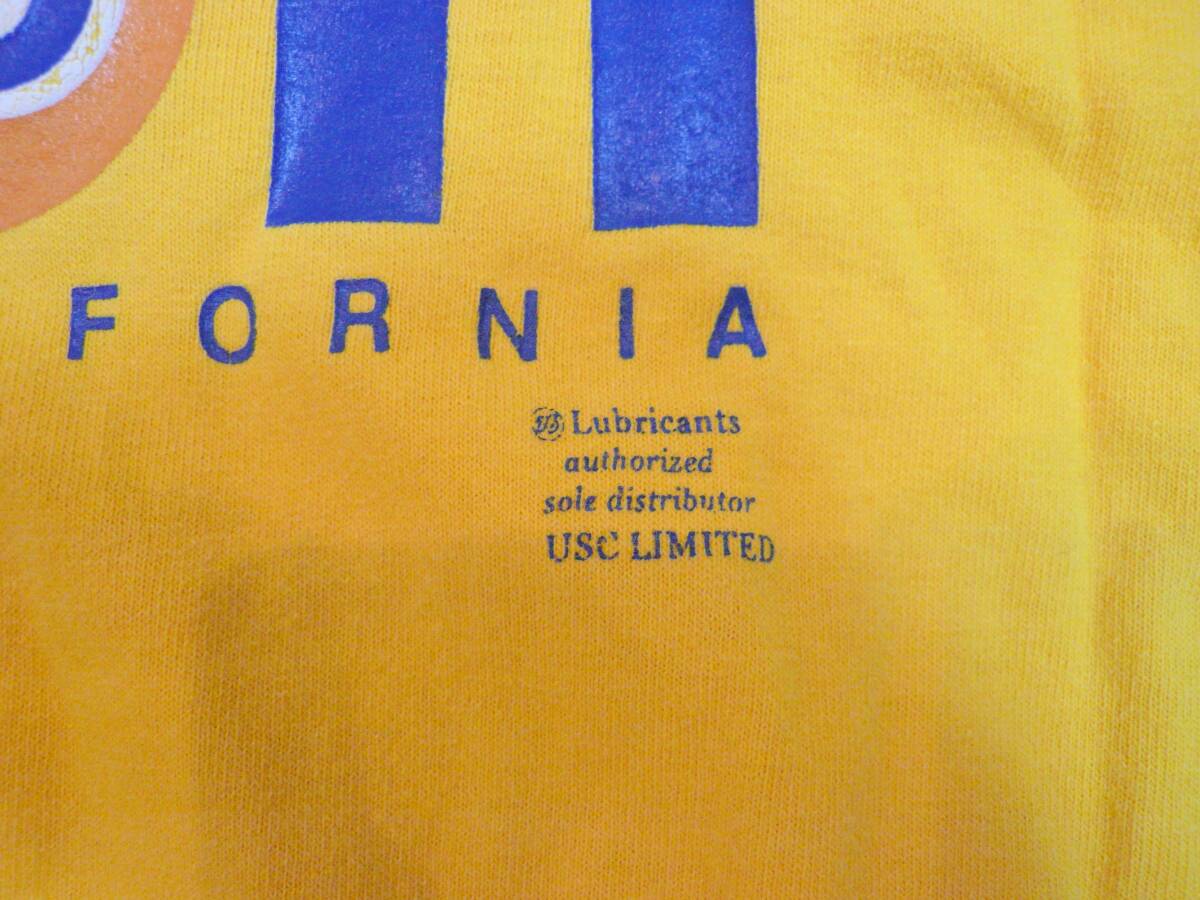 FORNIA
Lubricants
authorized
sole distributor
USC LIMITED